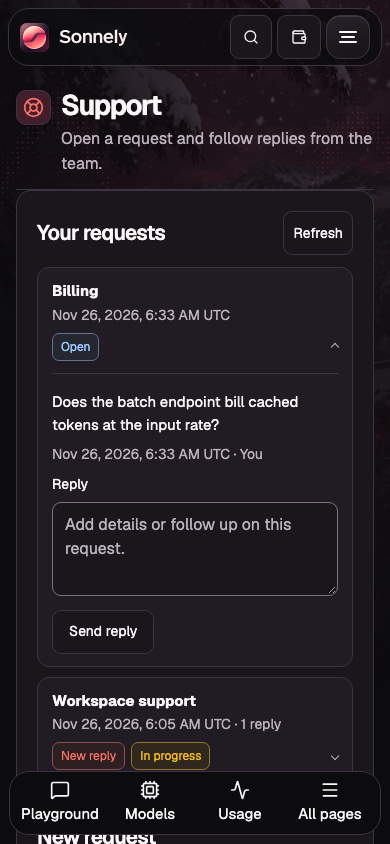 Sonnely
Support
Open a request and follow replies from the
team.
Your requests
Refresh
Billing
Nov 26, 2026, 6:33 AM UTC
Open
Does the batch endpoint bill cached
tokens at the input rate?
Nov 26, 2026, 6:33 AM UTC · You
Reply
Add details or follow up on this
request.
Send reply
Workspace support
Nov 26, 2026, 6:05 AM UTC · 1 reply
New reply
In progress
Playground
Models
Usage
All pages
New request